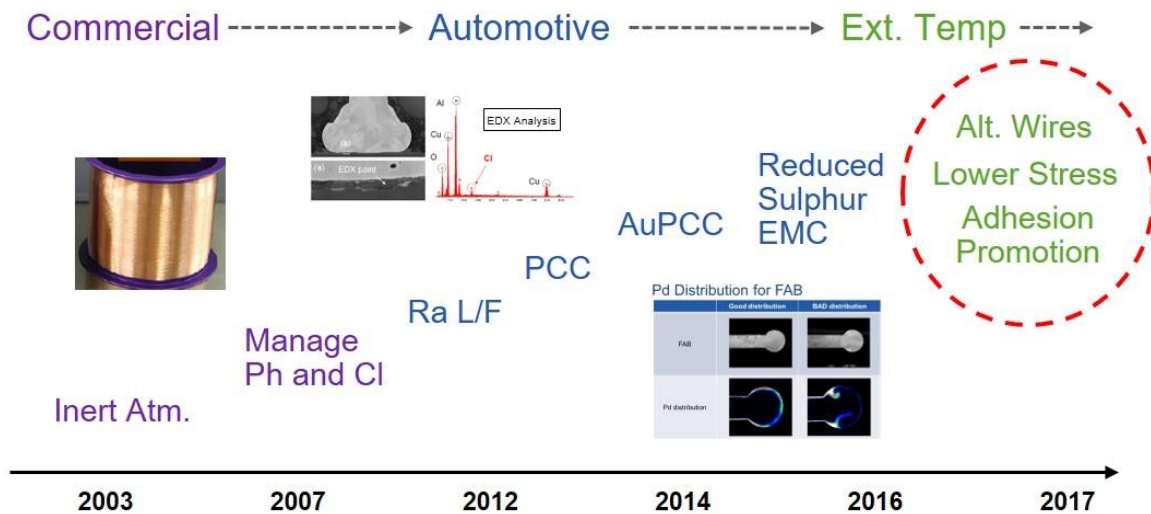 Commercial
Automotive
Ext. Temp
Al
Cu
O
EDX Analysis
Cl
Cu
(a)
EDX point
Alt. Wires
Lower Stress
Adhesion
Promotion
Reduced
Sulphur
EMC
AuPCC
PCC
Ra L/F
Manage
Ph and Cl
Inert Atm.
Pd Distribution for FAB
Good distribution
BAD distribution
FAB
Pd distribution
2003
2007
2012
2014
2016
2017